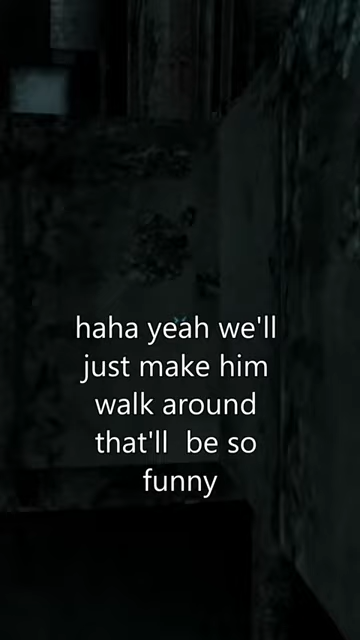 haha yeah we'll
just make him
walk around
that'll  be so
funny